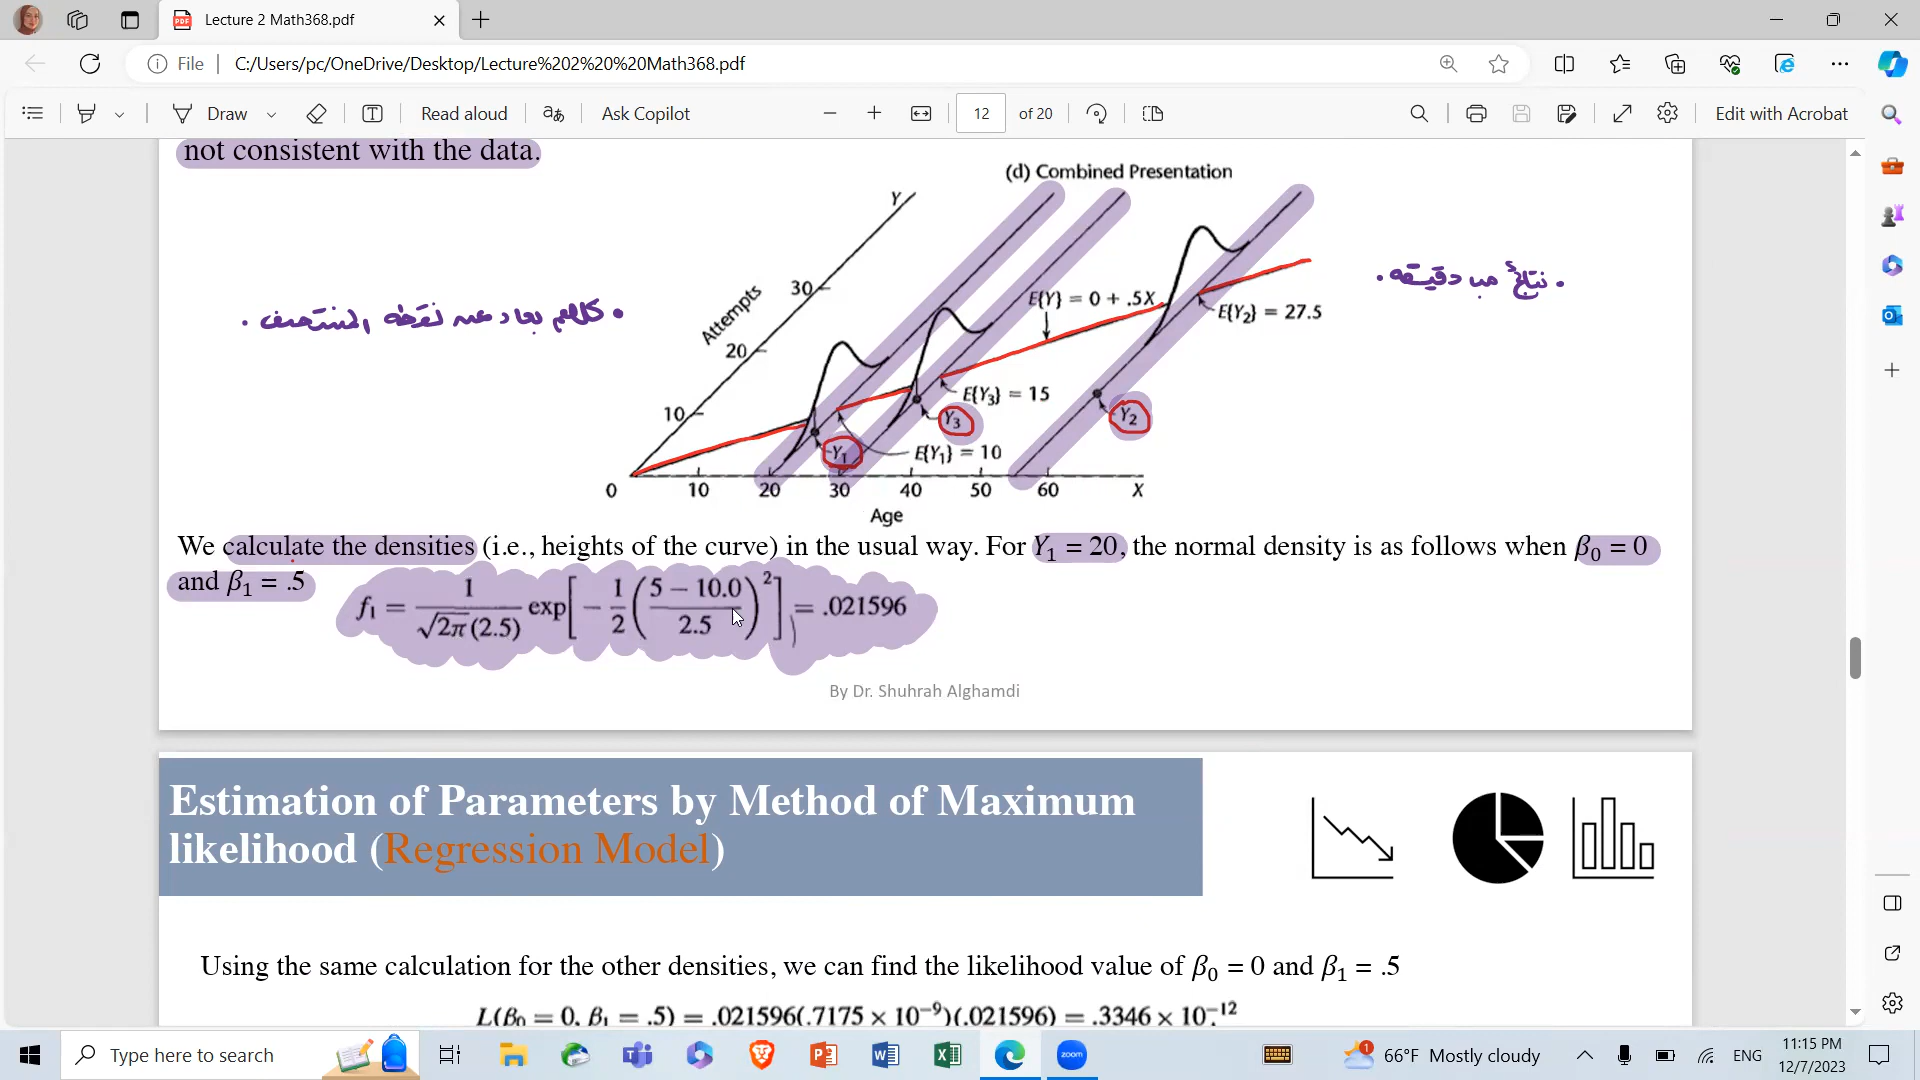 Lecture 2 Math368.pdf
File
C:/Users/pc/OneDrive/Desktop/Lecture%202%20%20Math368.pdf
Draw
Read aloud
aあ
Ask Copilot
12 of 20
Edit with Acrobat
not consistent with the data.
(d) Combined Presentation
Y
Attempts
30
20
10
E{Y} = 0 + .5X
E{Y₂} = 27.5
E{Y₃} = 15
Y₃
Y₂
Y₁
E{Y₁} = 10
0 10 20 30 40 50 60 X
Age
. نتائج مب دقيقه .
. كلهم بعاد عن نقطه المنتصف .
We calculate the densities (i.e., heights of the curve) in the usual way. For Y₁ = 20, the normal density is as follows when β₀ = 0
and β₁ = .5
f₁ = 1/(√2π (2.5)) exp[ − 1/2 ( (5 − 10.0)/2.5 )² ] = .021596
By Dr. Shuhrah Alghamdi
Estimation of Parameters by Method of Maximum
likelihood (Regression Model)
Using the same calculation for the other densities, we can find the likelihood value of β₀ = 0 and β₁ = .5
L(β₀ = 0, β₁ = .5) = .021596(.7175 × 10⁻⁹)(.021596) = .3346 × 10⁻¹²
Type here to search
zoom
1
66°F Mostly cloudy
ENG
11:15 PM
12/7/2023